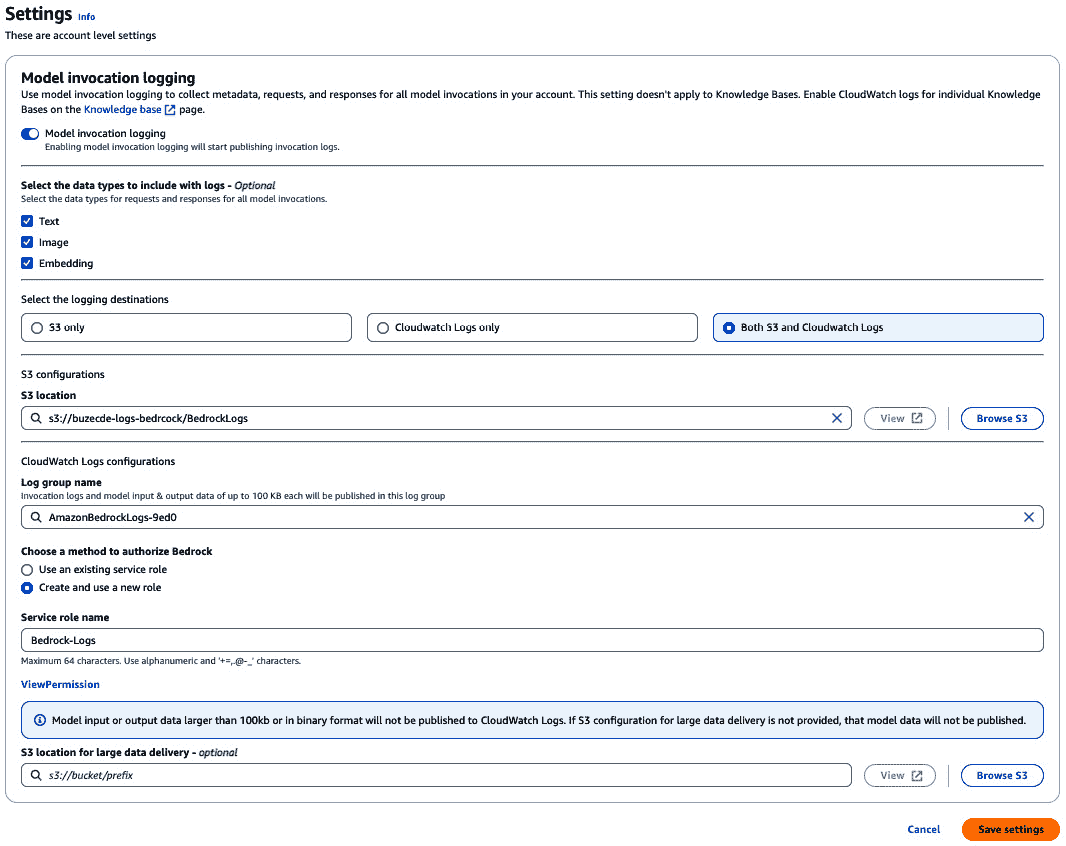 Settings Info
These are account level settings
Model invocation logging
Use model invocation logging to collect metadata, requests, and responses for all model invocations in your account. This setting doesn't apply to Knowledge Bases. Enable CloudWatch logs for individual Knowledge
Bases on the Knowledge base page.
Model invocation logging
Enabling model invocation logging will start publishing invocation logs.
Select the data types to include with logs - Optional
Select the data types for requests and responses for all model invocations.
Text
Image
Embedding
Select the logging destinations
S3 only
Cloudwatch Logs only
Both S3 and Cloudwatch Logs
S3 configurations
S3 location
s3://buzecde-logs-bedrcock/BedrockLogs
View
Browse S3
CloudWatch Logs configurations
Log group name
Invocation logs and model input & output data of up to 100 KB each will be published in this log group
AmazonBedrockLogs-9ed0
Choose a method to authorize Bedrock
Use an existing service role
Create and use a new role
Service role name
Bedrock-Logs
Maximum 64 characters. Use alphanumeric and '+=,.@-_' characters.
ViewPermission
Model input or output data larger than 100kb or in binary format will not be published to CloudWatch Logs. If S3 configuration for large data delivery is not provided, that model data will not be published.
S3 location for large data delivery - optional
s3://bucket/prefix
View
Browse S3
Cancel
Save settings